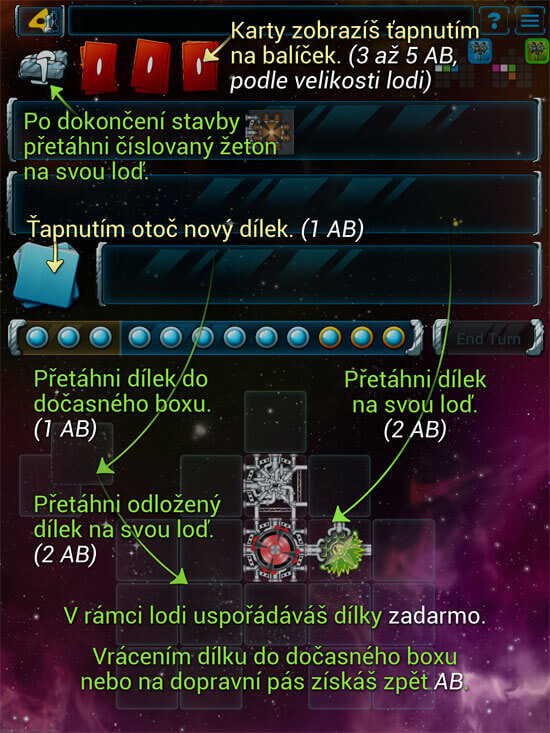 ?
Karty zobrazíš ťapnutím
na balíček. (3 až 5 AB,
podle velikosti lodi)
Po dokončení stavby
přetáhni číslovaný žeton
na svou loď.
Ťapnutím otoč nový dílek. (1 AB)
End Turn
Přetáhni dílek do
dočasného boxu.
(1 AB)
Přetáhni dílek
na svou loď.
(2 AB)
Přetáhni odložený
dílek na svou loď.
(2 AB)
V rámci lodi uspořádáváš dílky zadarmo.
Vrácením dílku do dočasného boxu
nebo na dopravní pás získáš zpět AB.